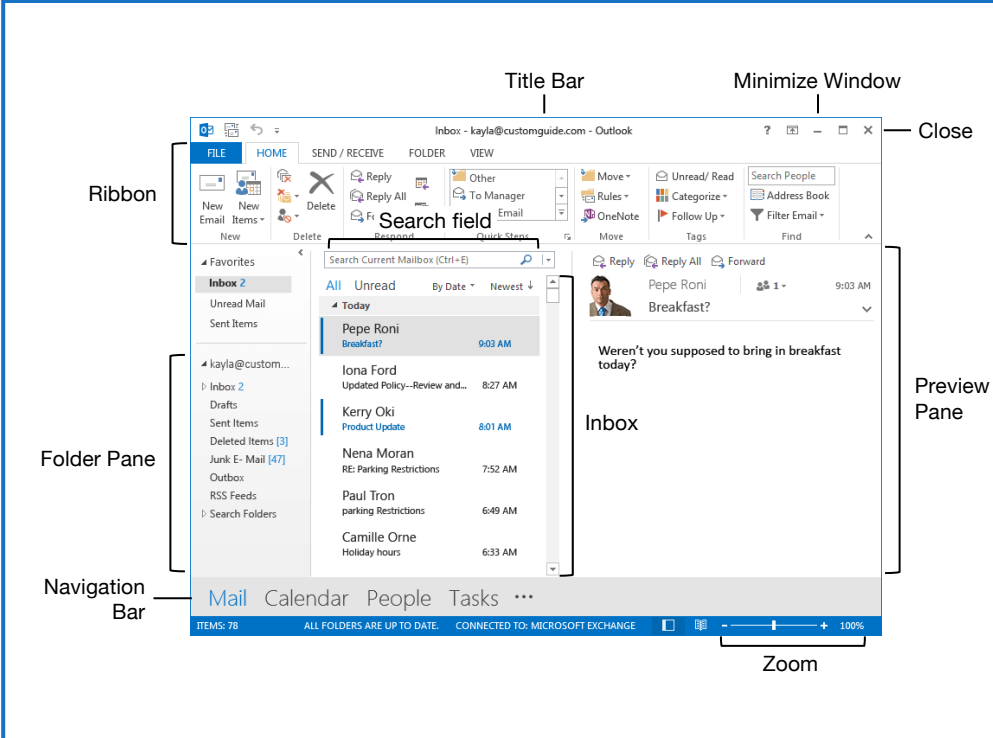 Title Bar
Minimize Window
Inbox - kayla@customguide.com - Outlook
?
Close
FILE HOME SEND / RECEIVE FOLDER VIEW
Ribbon
New Email
New Items
New
Delete
Delete
Reply
Reply All
Respond
Other
To Manager
Email
Quick Steps
Move
Rules
OneNote
Move
Unread/ Read
Categorize
Follow Up
Tags
Search People
Address Book
Filter Email
Find
Search field
Favorites
Inbox 2
Unread Mail
Sent Items
kayla@custom...
Inbox 2
Drafts
Sent Items
Deleted Items [3]
Junk E- Mail [47]
Outbox
RSS Feeds
Search Folders
Folder Pane
Search Current Mailbox (Ctrl+E)
All Unread By Date Newest
Today
Pepe Roni
Breakfast? 9:03 AM
Iona Ford
Updated Policy--Review and... 8:27 AM
Kerry Oki
Product Update 8:01 AM
Nena Moran
RE: Parking Restrictions 7:52 AM
Paul Tron
parking Restrictions 6:49 AM
Camille Orne
Holiday hours 6:33 AM
Inbox
Reply Reply All Forward
Pepe Roni 1 9:03 AM
Breakfast?
Weren't you supposed to bring in breakfast
today?
Preview
Pane
Navigation
Bar
Mail Calendar People Tasks •••
ITEMS: 78 ALL FOLDERS ARE UP TO DATE. CONNECTED TO: MICROSOFT EXCHANGE - + 100%
Zoom